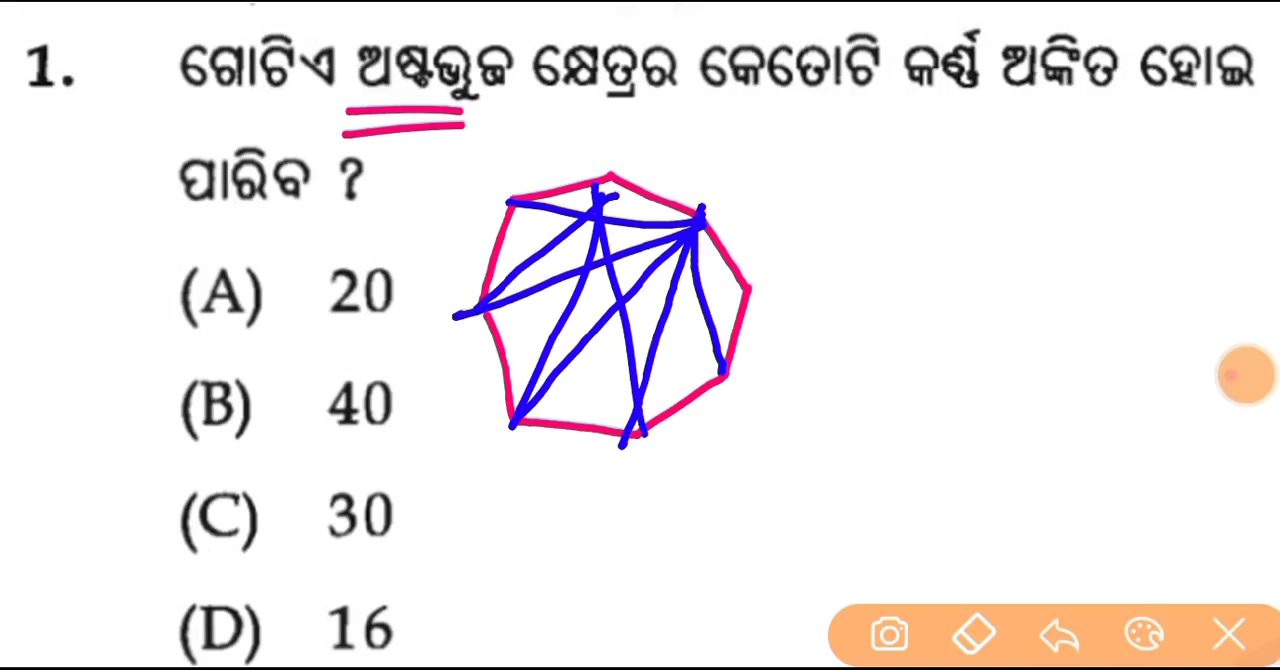 1. ଗୋଟିଏ ଅଷ୍ଟଭୁଜ କ୍ଷେତ୍ରର କେତୋଟି କର୍ଣ୍ଣ ଅଙ୍କିତ ହୋଇ
ପାରିବ ?
(A) 20
(B) 40
(C) 30
(D) 16